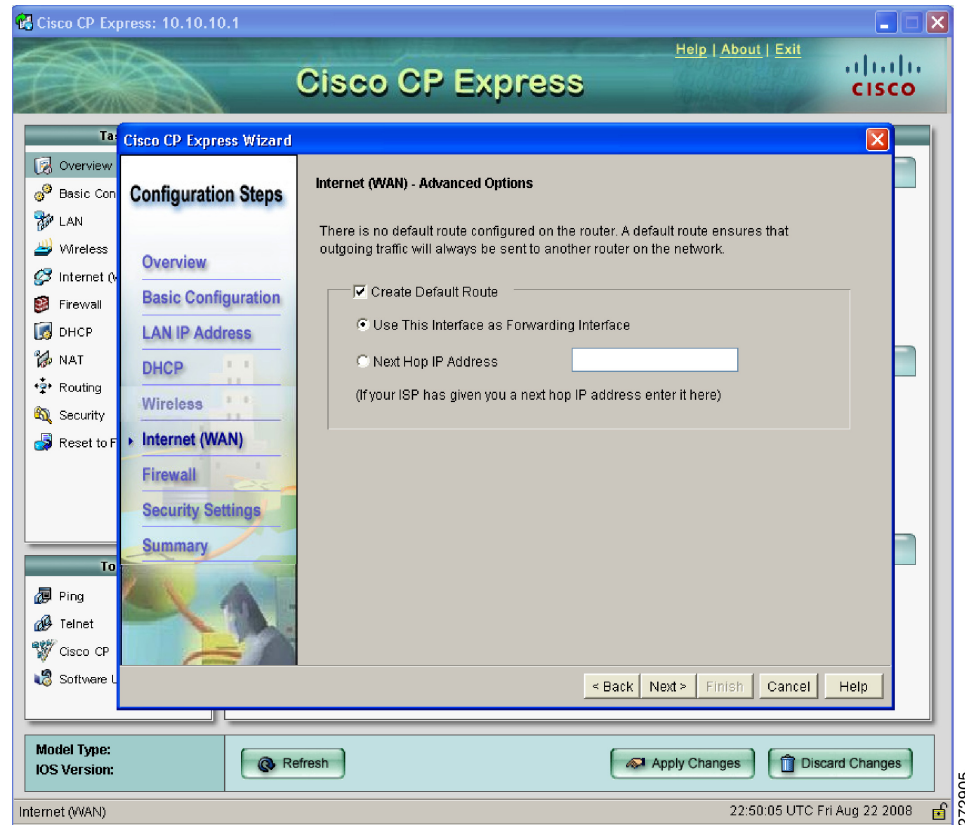 Cisco CP Express: 10.10.10.1
Help | About | Exit
Cisco CP Express
CISCO
Cisco CP Express Wizard
Overview
Basic Con
LAN
Wireless
Internet (W
Firewall
DHCP
NAT
Routing
Security
Reset to F
To
Ping
Telnet
Cisco CP
Software U
Configuration Steps
Overview
Basic Configuration
LAN IP Address
DHCP
Wireless
Internet (WAN)
Firewall
Security Settings
Summary
Internet (WAN) - Advanced Options
There is no default route configured on the router. A default route ensures that
outgoing traffic will always be sent to another router on the network.
Create Default Route
Use This Interface as Forwarding Interface
Next Hop IP Address
(If your ISP has given you a next hop IP address enter it here)
< Back Next > Finish Cancel Help
Model Type:
IOS Version:
Refresh
Apply Changes
Discard Changes
Internet (WAN)
22:50:05 UTC Fri Aug 22 2008